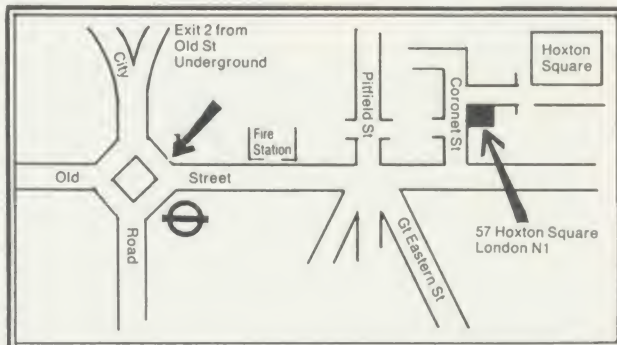 City
Exit 2 from
Old St
Underground
Pitfield St
Coronet St
Hoxton
Square
Fire
Station
Old
Street
Road
Gt Eastern St
57 Hoxton Square
London N1